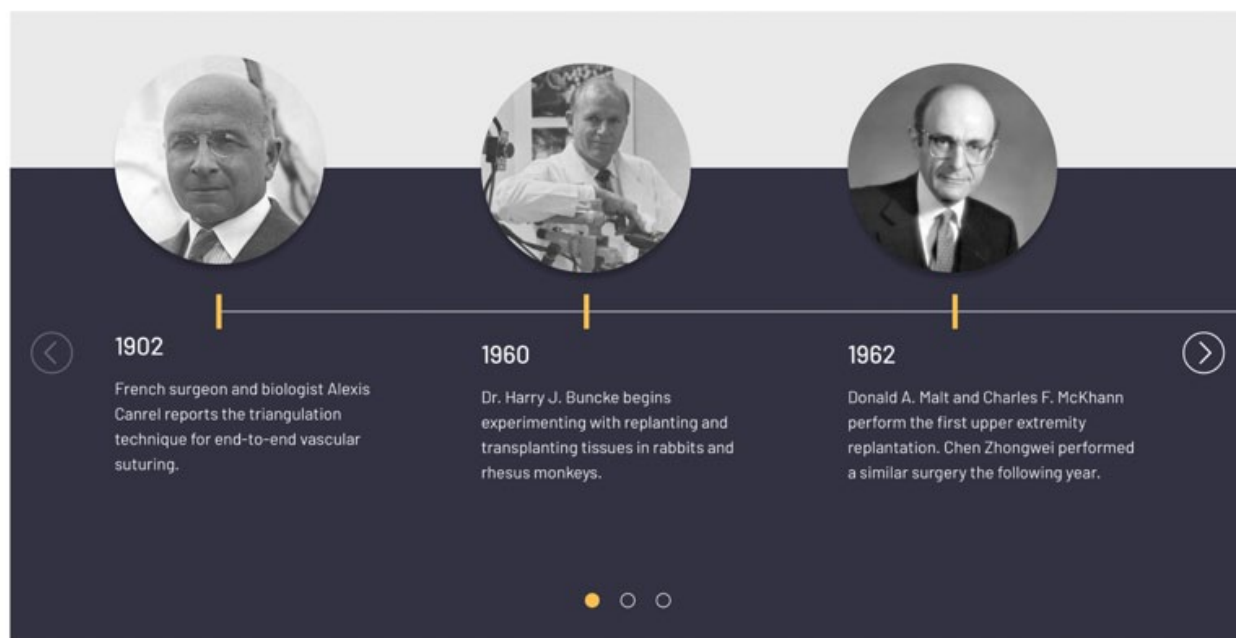 1902
French surgeon and biologist Alexis
Canrel reports the triangulation
technique for end-to-end vascular
suturing.
1960
Dr. Harry J. Buncke begins
experimenting with replanting and
transplanting tissues in rabbits and
rhesus monkeys.
1962
Donald A. Malt and Charles F. McKhann
perform the first upper extremity
replantation. Chen Zhongwei performed
a similar surgery the following year.